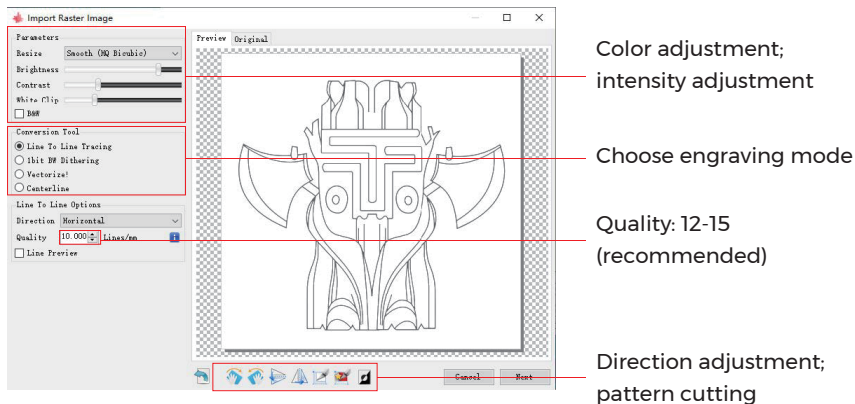 Import Raster Image
Parameters
Resize Smooth (HQ Bicubic)
Brightness
Contrast
White Clip
B&W
Conversion Tool
Line To Line Tracing
1bit BW Dithering
Vectorize!
Centerline
Line To Line Options
Direction Horizontal
Quality 10.000 Lines/mm
Line Preview
Preview Original
Cancel Next
Color adjustment;
intensity adjustment
Choose engraving mode
Quality: 12-15
(recommended)
Direction adjustment;
pattern cutting